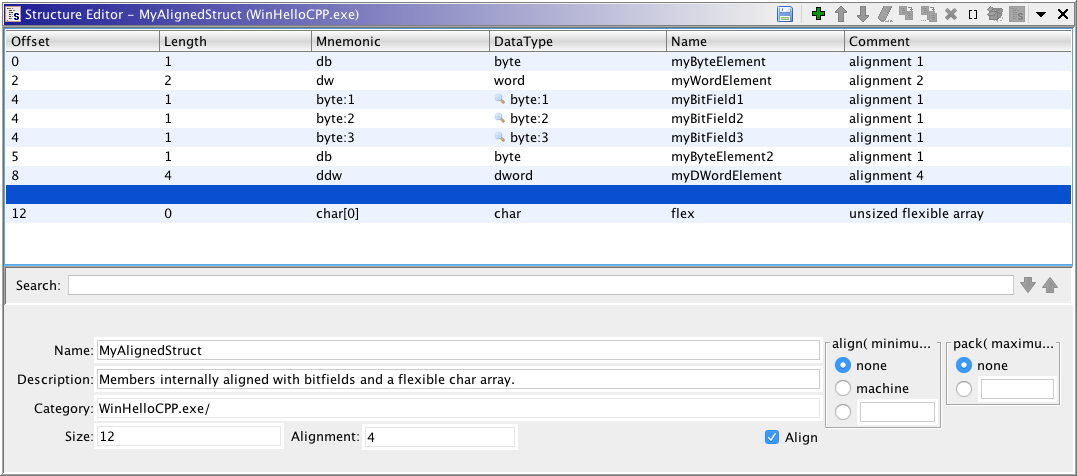 Structure Editor - MyAlignedStruct (WinHelloCPP.exe)
Offset Length Mnemonic DataType Name Comment
0 1 db byte myByteElement alignment 1
2 2 dw word myWordElement alignment 2
4 1 byte:1 byte:1 myBitField1 alignment 1
4 1 byte:2 byte:2 myBitField2 alignment 1
4 1 byte:3 byte:3 myBitField3 alignment 1
5 1 db byte myByteElement2 alignment 1
8 4 ddw dword myDWordElement alignment 4
12 0 char[0] char flex unsized flexible array
Search:
Name: MyAlignedStruct
Description: Members internally aligned with bitfields and a flexible char array.
Category: WinHelloCPP.exe/
Size: 12 Alignment: 4 Align
align( minimu...
none
machine
pack( maximu...
none